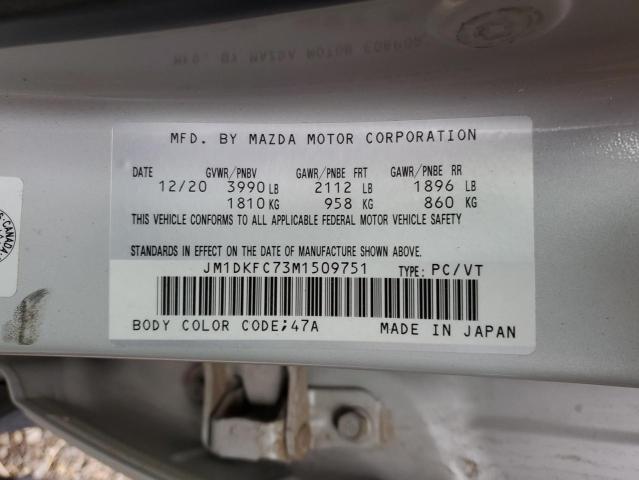 MFD. BY MAZDA MOTOR CORPORATION
DATE GVWR/PNBV GAWR/PNBE FRT GAWR/PNBE RR
12/20 3990 LB 2112 LB 1896 LB
1810 KG 958 KG 860 KG
THIS VEHICLE CONFORMS TO ALL APPLICABLE FEDERAL MOTOR VEHICLE SAFETY
STANDARDS IN EFFECT ON THE DATE OF MANUFACTURE SHOWN ABOVE.
JM1DKFC73M1509751 TYPE: PC/VT
BODY COLOR CODE;47A MADE IN JAPAN
CANADA